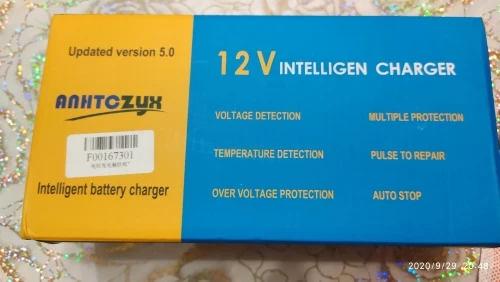 Updated version 5.0
ANHTCZYX
F00167301
Intelligent battery charger
12V INTELLIGEN CHARGER
VOLTAGE DETECTION
MULTIPLE PROTECTION
TEMPERATURE DETECTION
PULSE TO REPAIR
OVER VOLTAGE PROTECTION
AUTO STOP
2020/9/29 20:48